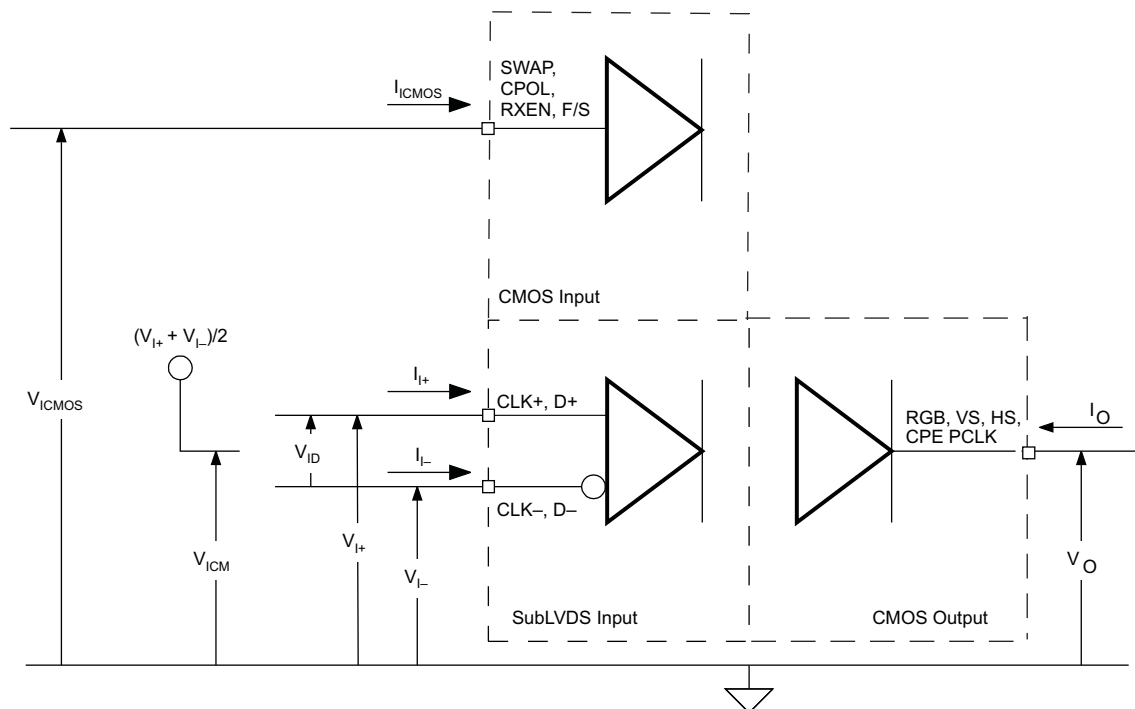 I_ICMOS
SWAP,
CPOL,
RXEN, F/S
CMOS Input
(V_I+ + V_I–)/2
V_ICMOS
I_I+
CLK+, D+
V_ID
I_I–
CLK–, D–
RGB, VS, HS,
CPE PCLK
I_O
V_ICM
V_I+
V_I–
V_O
SubLVDS Input
CMOS Output